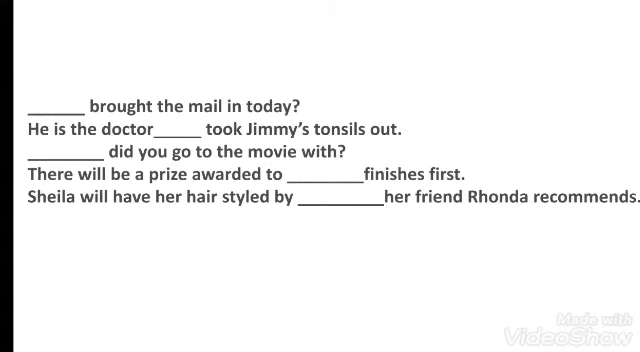 ______ brought the mail in today?
He is the doctor_____ took Jimmy's tonsils out.
________ did you go to the movie with?
There will be a prize awarded to ________finishes first.
Sheila will have her hair styled by _________her friend Rhonda recommends.
Made with
VideoShow